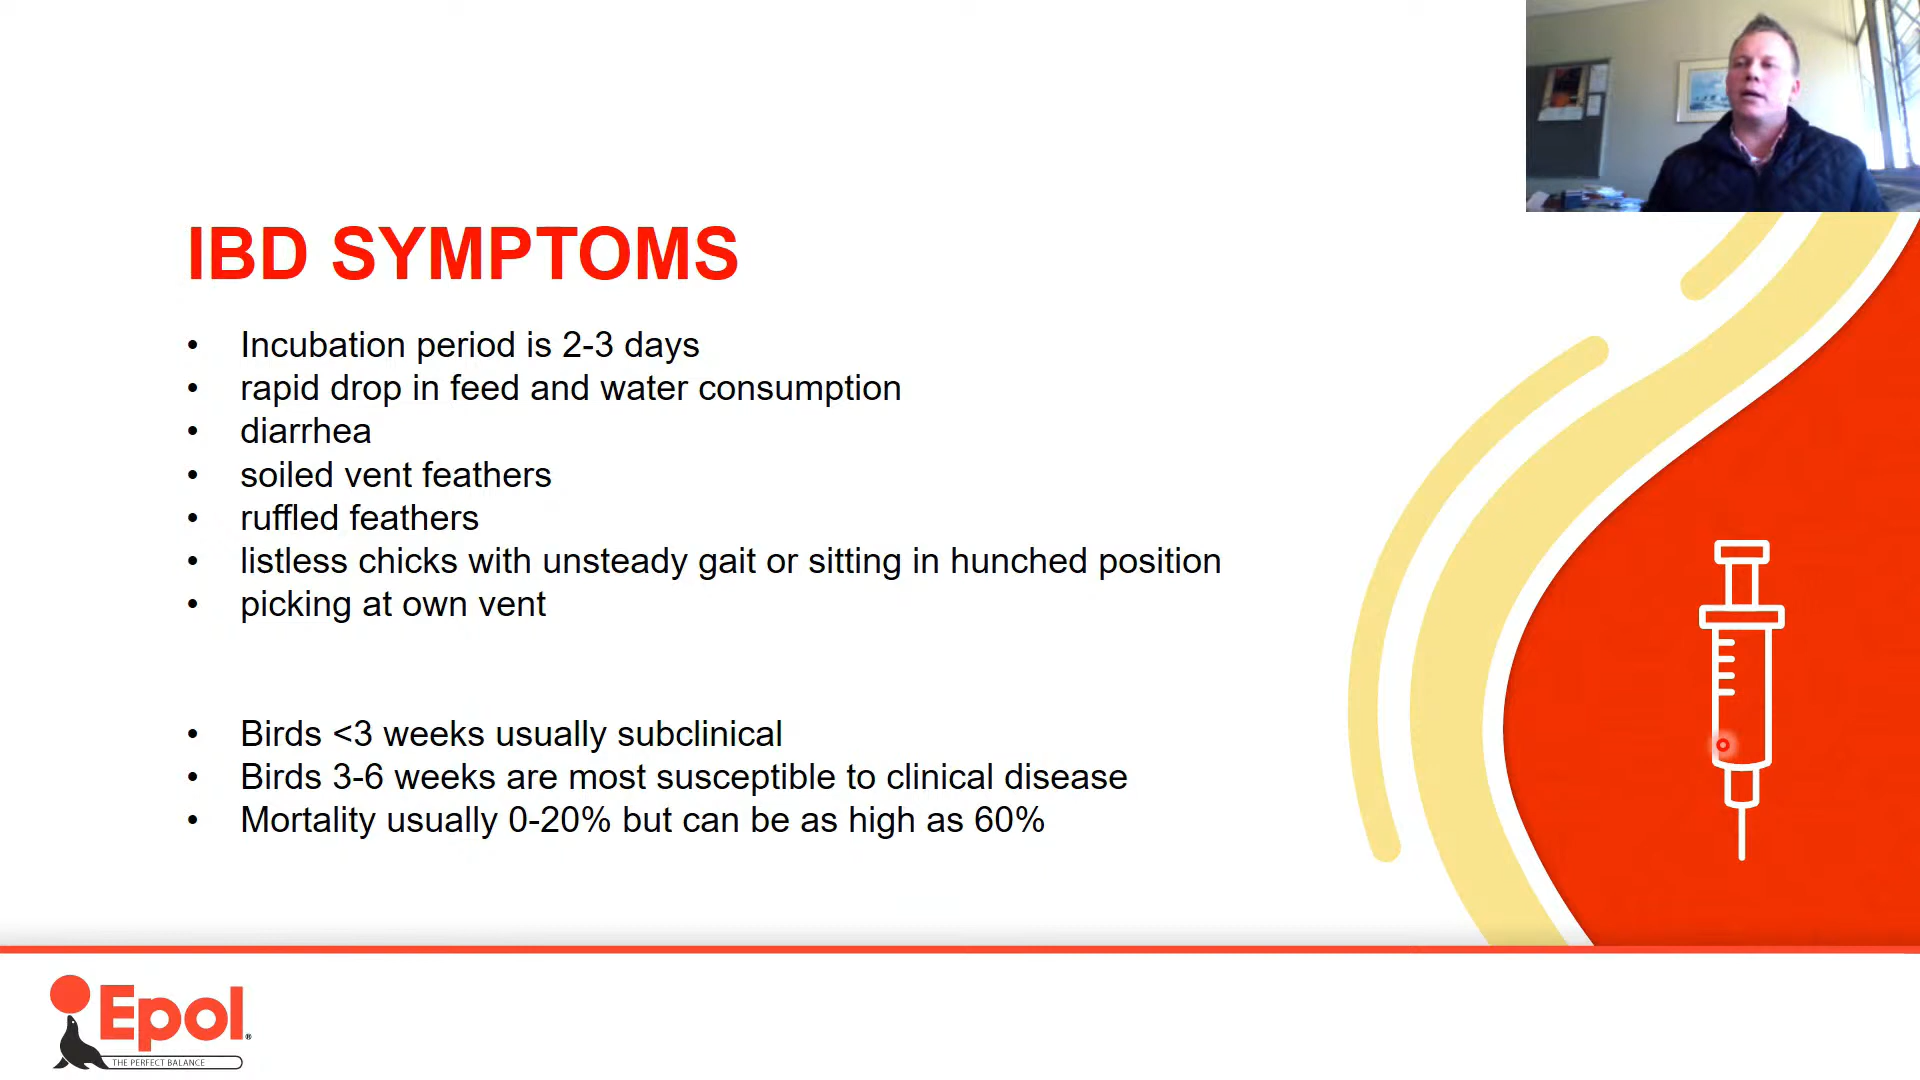 IBD SYMPTOMS
• Incubation period is 2-3 days
• rapid drop in feed and water consumption
• diarrhea
• soiled vent feathers
• ruffled feathers
• listless chicks with unsteady gait or sitting in hunched position
• picking at own vent
• Birds <3 weeks usually subclinical
• Birds 3-6 weeks are most susceptible to clinical disease
• Mortality usually 0-20% but can be as high as 60%
Epol®
THE PERFECT BALANCE